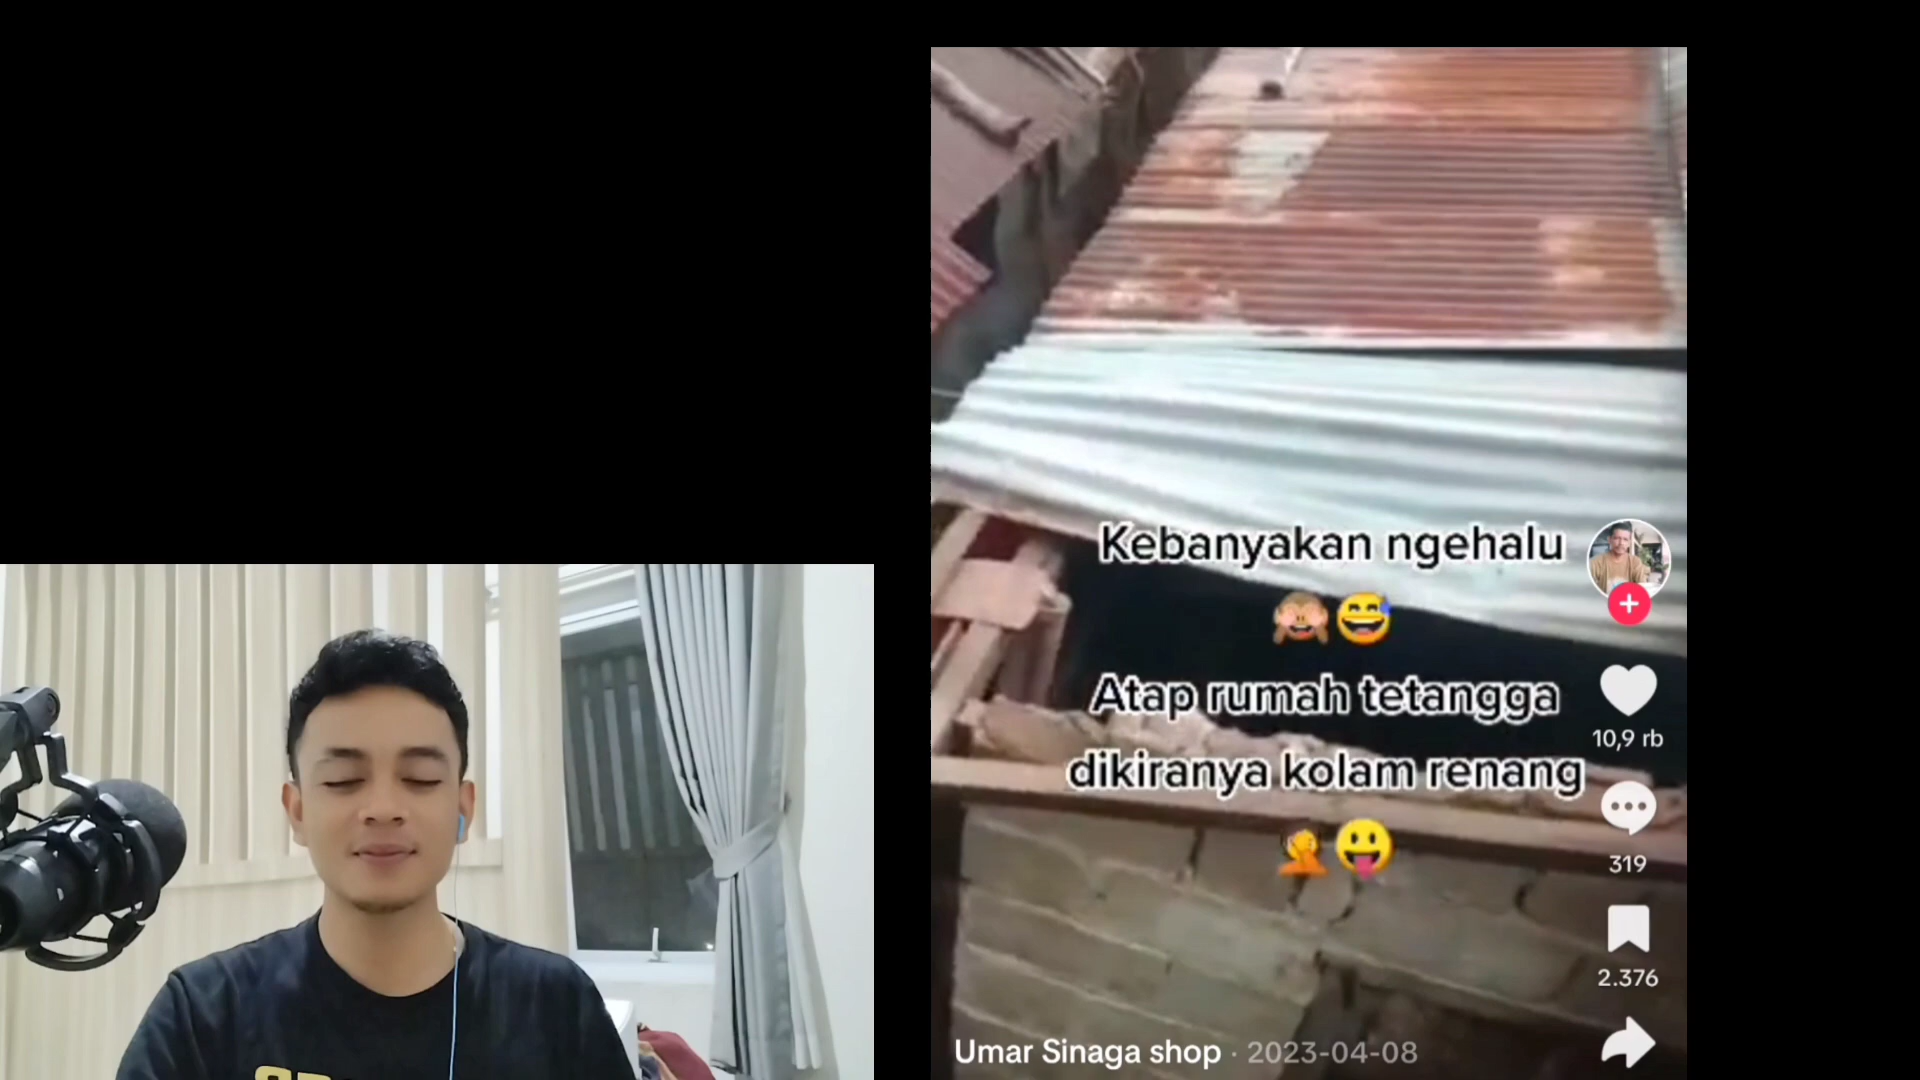 Kebanyakan ngehalu
🙈😅
Atap rumah tetangga
dikiranya kolam renang
🤦😛
10,9 rb
319
2.376
Umar Sinaga shop · 2023-04-08